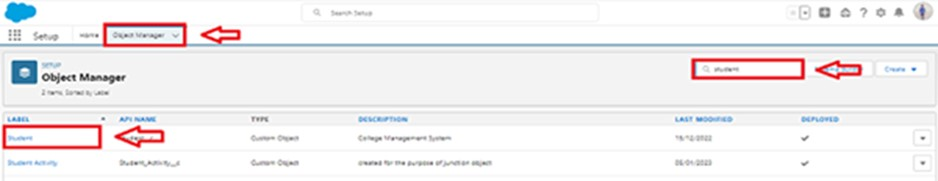 Search Setup
Setup Home Object Manager
SETUP
Object Manager
2 Items, Sorted by Label
student
Create
LABEL API NAME TYPE DESCRIPTION LAST MODIFIED DEPLOYED
Student Custom Object College Management System 15/12/2022
Student Activity Student_Activity__c Custom Object created for the purpose of junction object 05/01/2023